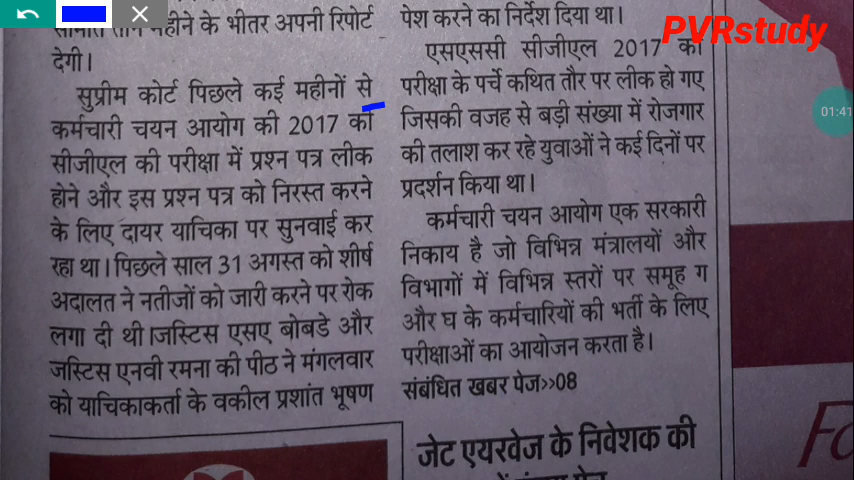 तीन महीने के भीतर अपनी रिपोर्ट
देगी।
सुप्रीम कोर्ट पिछले कई महीनों से
कर्मचारी चयन आयोग की 2017 की
सीजीएल की परीक्षा में प्रश्न पत्र लीक
होने और इस प्रश्न पत्र को निरस्त करने
के लिए दायर याचिका पर सुनवाई कर
रहा था। पिछले साल 31 अगस्त को शीर्ष
अदालत ने नतीजों को जारी करने पर रोक
लगा दी थी।जस्टिस एसए बोबडे और
जस्टिस एनवी रमना की पीठ ने मंगलवार
को याचिकाकर्ता के वकील प्रशांत भूषण
पेश करने का निर्देश दिया था।
एसएससी सीजीएल 2017 की
परीक्षा के पर्चे कथित तौर पर लीक हो गए
जिसकी वजह से बड़ी संख्या में रोजगार
की तलाश कर रहे युवाओं ने कई दिनों पर
प्रदर्शन किया था।
कर्मचारी चयन आयोग एक सरकारी
निकाय है जो विभिन्न मंत्रालयों और
विभागों में विभिन्न स्तरों पर समूह ग
और घ के कर्मचारियों की भर्ती के लिए
परीक्षाओं का आयोजन करता है।
संबंधित खबर पेज>>08
जेट एयरवेज के निवेशक की
PVRstudy
01:41